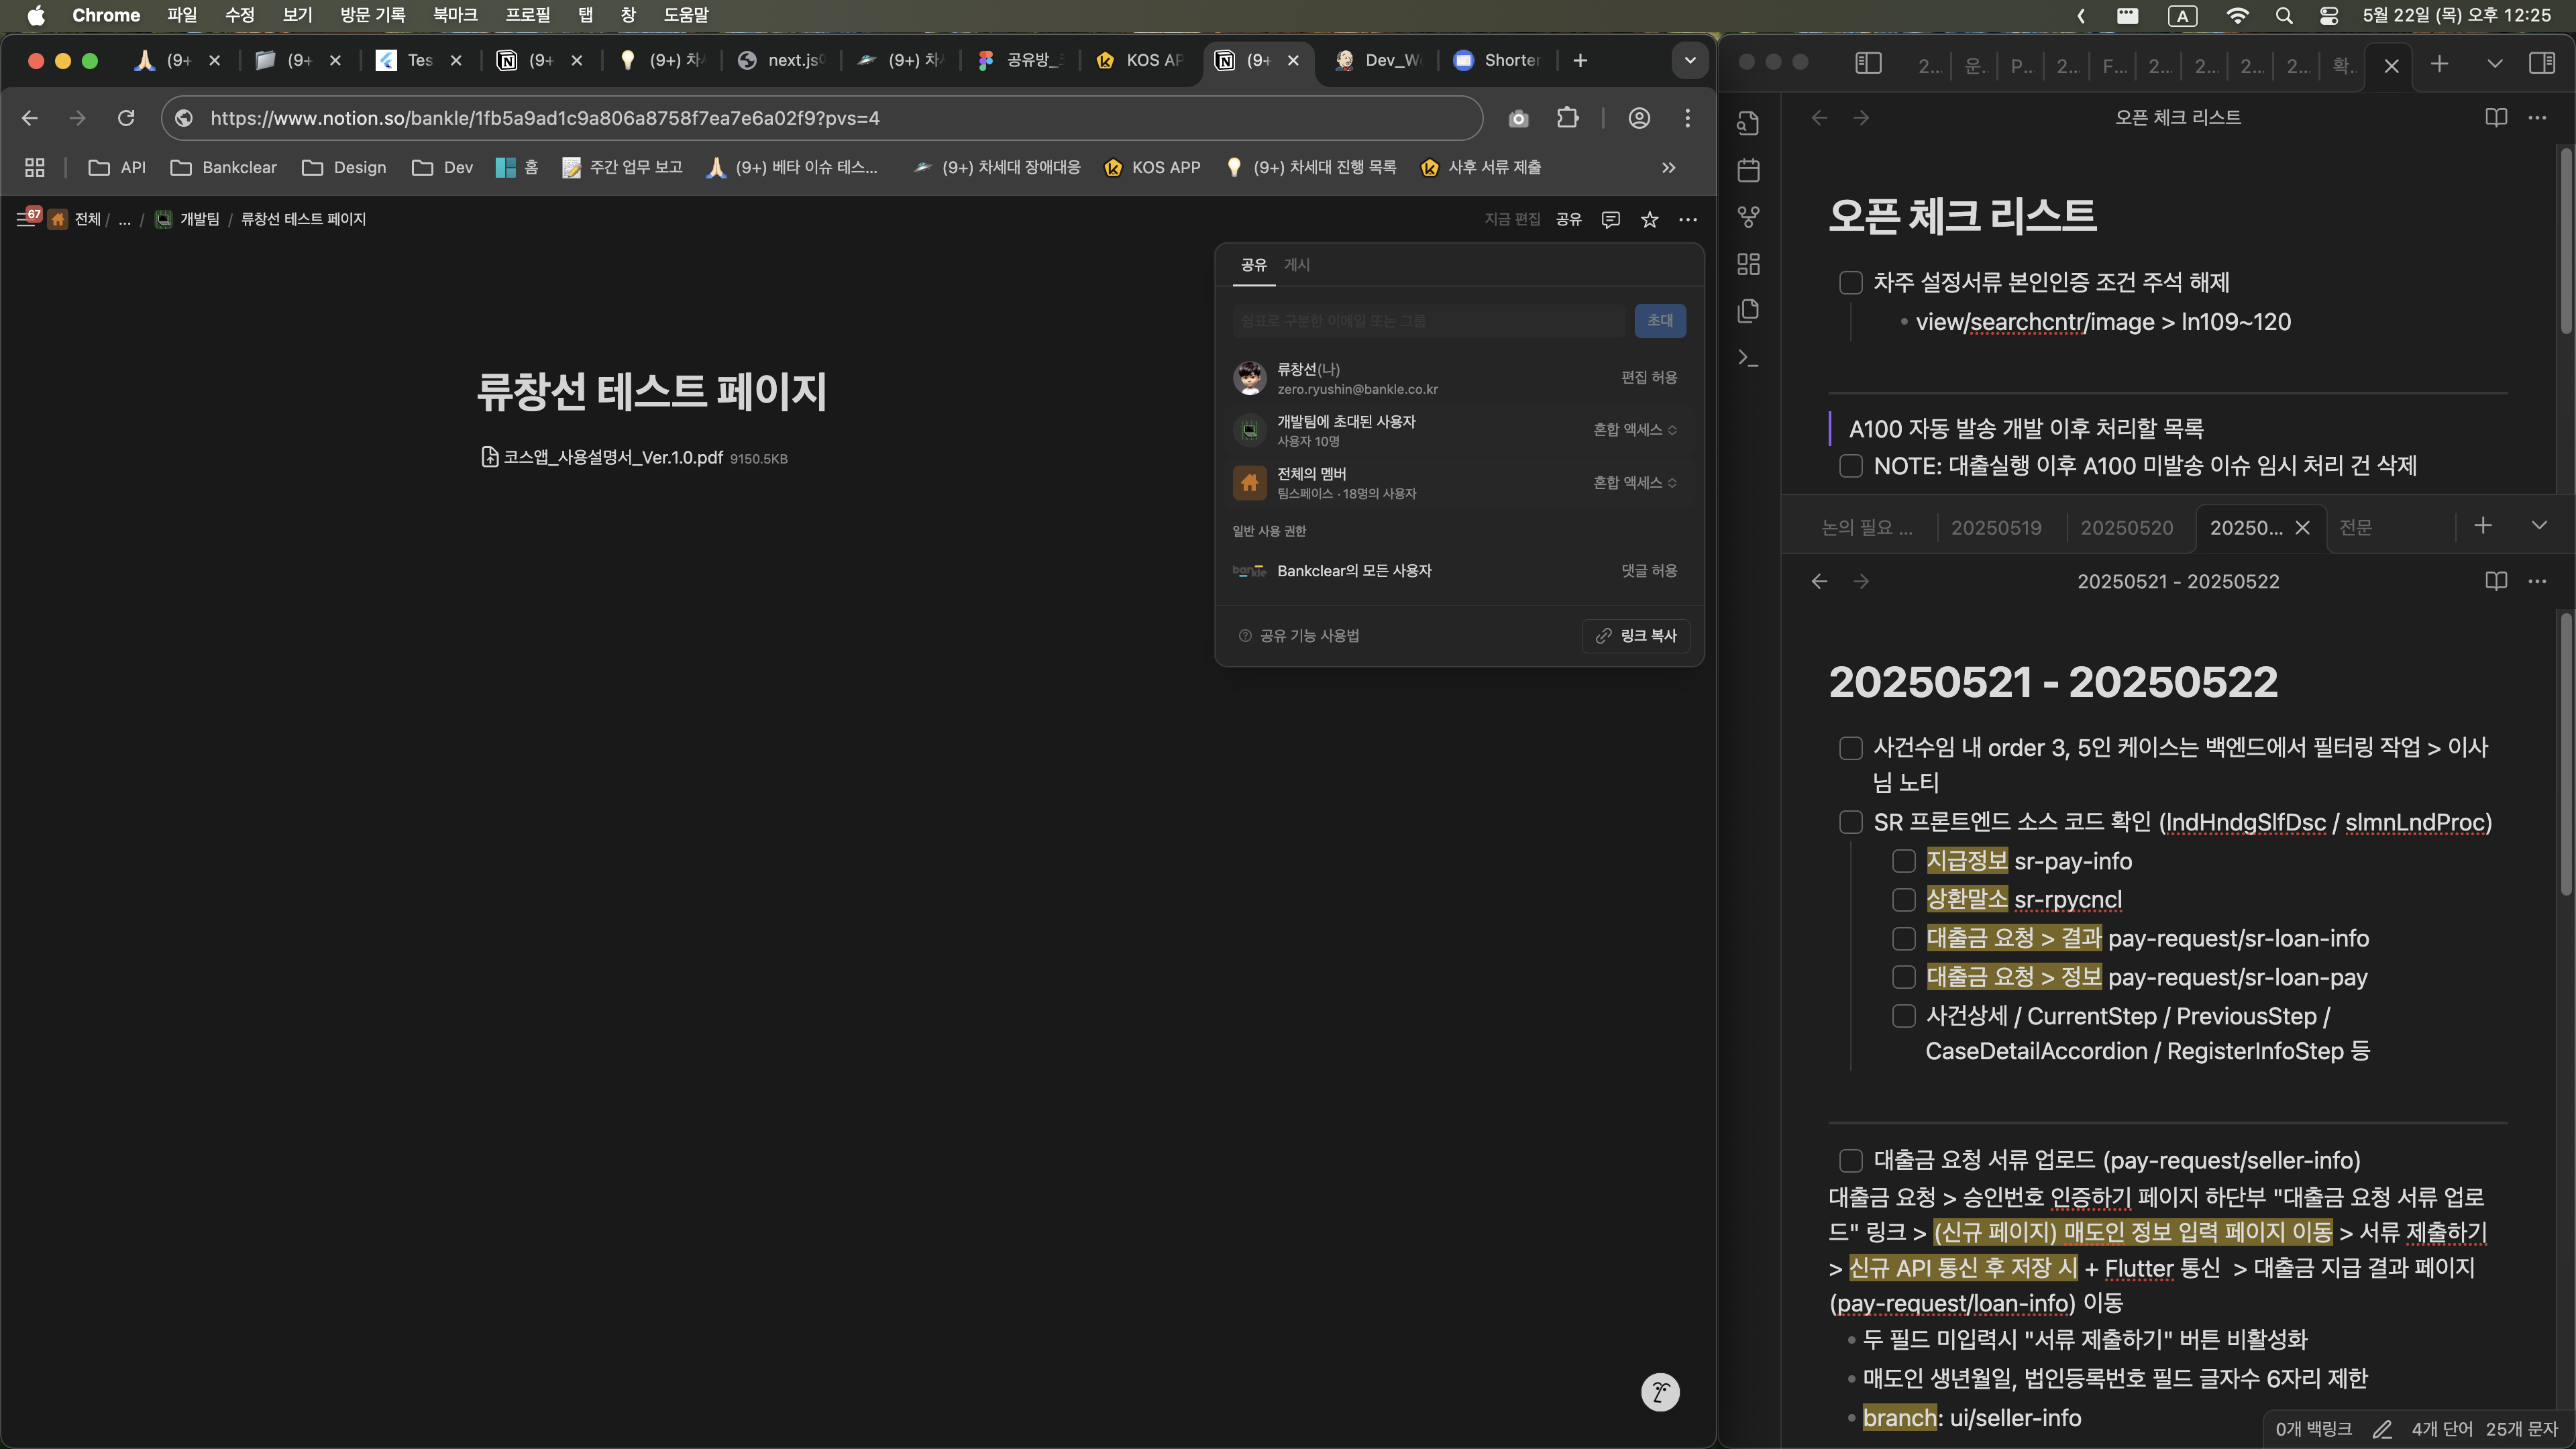 Chrome 파일 수정 보기 방문 기록 북마크 프로필 탭 창 도움말
A 5월 22일 (목) 오후 12:25
(9+ (9+ Tes (9+ (9+) 차 next.js (9+) 차 공유방_ KOS AP (9+ Dev_W Shorter
https://www.notion.so/bankle/1fb5a9ad1c9a806a8758f7ea7e6a02f9?pvs=4
API Bankclear Design Dev 홈 주간 업무 보고 (9+) 베타 이슈 테스... (9+) 차세대 장애대응 KOS APP (9+) 차세대 진행 목록 사후 서류 제출
67 전체 / ... / 개발팀 / 류창선 테스트 페이지
지금 편집 공유
류창선 테스트 페이지
코스앱_사용설명서_Ver.1.0.pdf 9150.5KB
공유 게시
쉼표로 구분한 이메일 또는 그룹 초대
류창선(나)
zero.ryushin@bankle.co.kr
편집 허용
개발팀에 초대된 사용자
사용자 10명
혼합 액세스
전체의 멤버
팀스페이스 · 18명의 사용자
혼합 액세스
일반 사용 권한
bankle Bankclear의 모든 사용자 댓글 허용
공유 기능 사용법 링크 복사
2... 운.. P... 2... F... 2... 2... 2... 2... 확..
오픈 체크 리스트
오픈 체크 리스트
차주 설정서류 본인인증 조건 주석 해제
view/searchcntr/image > ln109~120
A100 자동 발송 개발 이후 처리할 목록
NOTE: 대출실행 이후 A100 미발송 이슈 임시 처리 건 삭제
논의 필요 ... 20250519 20250520 20250... 전문
20250521 - 20250522
20250521 - 20250522
사건수임 내 order 3, 5인 케이스는 백엔드에서 필터링 작업 > 이사
님 노티
SR 프론트엔드 소스 코드 확인 (lndHndgSlfDsc / slmnLndProc)
지급정보 sr-pay-info
상환말소 sr-rpycncl
대출금 요청 > 결과 pay-request/sr-loan-info
대출금 요청 > 정보 pay-request/sr-loan-pay
사건상세 / CurrentStep / PreviousStep /
CaseDetailAccordion / RegisterInfoStep 등
대출금 요청 서류 업로드 (pay-request/seller-info)
대출금 요청 > 승인번호 인증하기 페이지 하단부 "대출금 요청 서류 업로
드" 링크 > (신규 페이지) 매도인 정보 입력 페이지 이동 > 서류 제출하기
> 신규 API 통신 후 저장 시 + Flutter 통신 > 대출금 지급 결과 페이지
(pay-request/loan-info) 이동
두 필드 미입력시 "서류 제출하기" 버튼 비활성화
매도인 생년월일, 법인등록번호 필드 글자수 6자리 제한
branch: ui/seller-info
0개 백링크 4개 단어 25개 문자